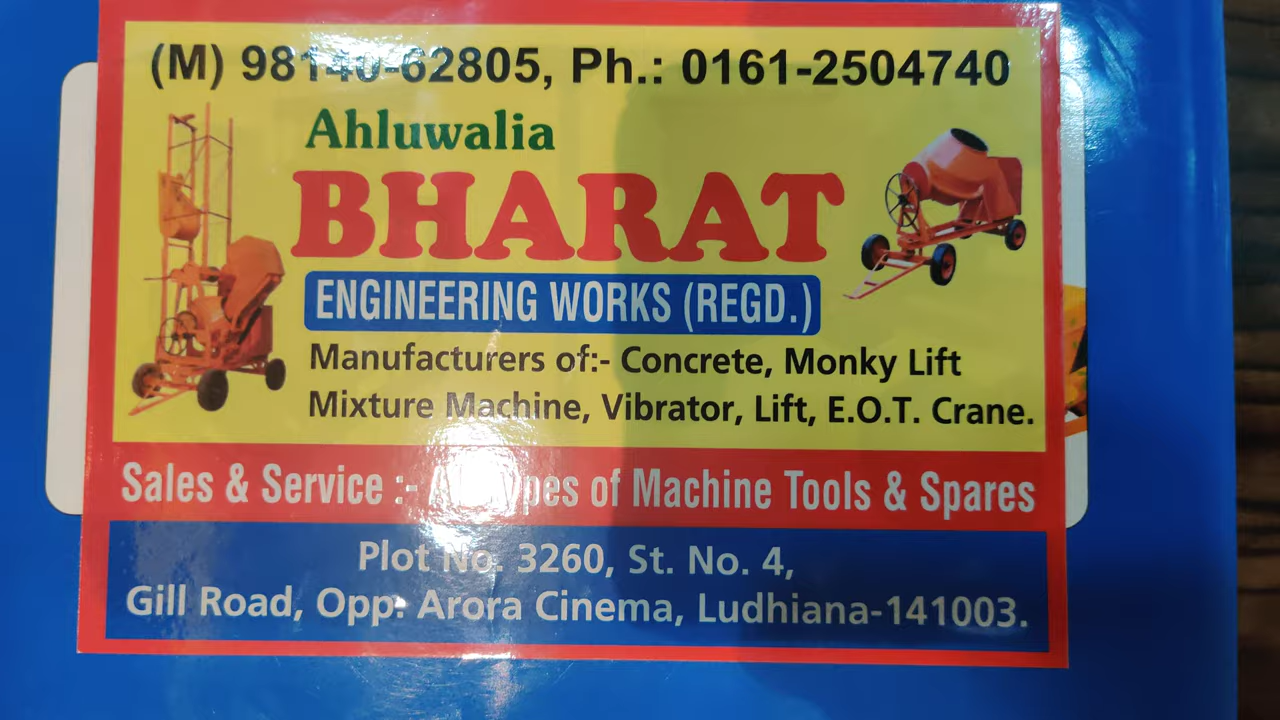 (M) 98140-62805, Ph.: 0161-2504740
Ahluwalia
BHARAT
ENGINEERING WORKS (REGD.)
Manufacturers of:- Concrete, Monky Lift
Mixture Machine, Vibrator, Lift, E.O.T. Crane.
Sales & Service :- All Types of Machine Tools & Spares
Plot No. 3260, St. No. 4,
Gill Road, Opp: Arora Cinema, Ludhiana-141003.